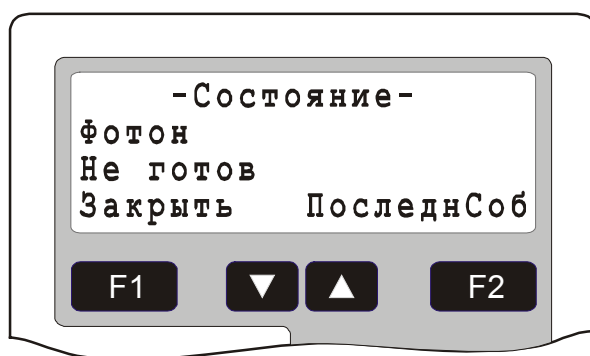 -Состояние-
Фотон
Не готов
Закрыть ПоследнСоб
F1 F2